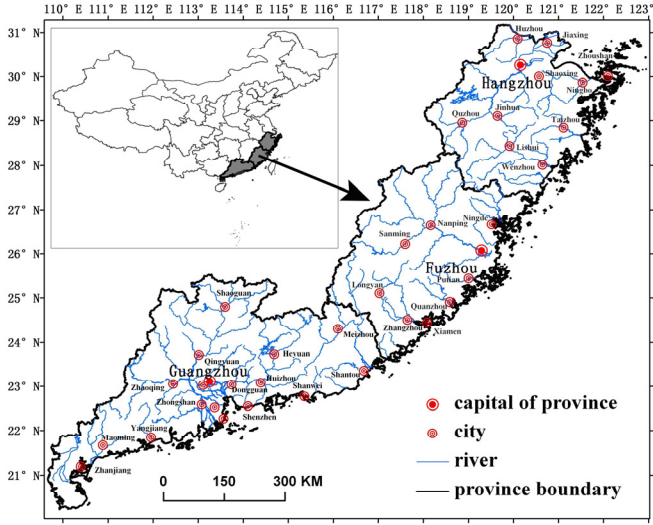 110° E 111° E 112° E 113° E 114° E 115° E 116° E 117° E 118° E 119° E 120° E 121° E 122° E 123° E
31° N
30° N
29° N
28° N
27° N
26° N
25° N
24° N
23° N
22° N
21° N
Huzhou
Jiaxing
Zhoushan
Hangzhou
Shaoxing
Ningbo
Jinhua
Quzhou
Taizhou
Lishui
Wenzhou
Ningde
Nanping
Sanming
Fuzhou
Putian
Longyan
Quanzhou
Zhangzhou
Xiamen
Shaoguan
Meizhou
Qingyuan
Heyuan
Guangzhou
Shantou
Zhaoqing
Huizhou
Dongguan
Shanwei
Zhongshan
Shenzhen
Yangjiang
Maoming
Zhanjiang
capital of province
city
river
province boundary
0 150 300 KM